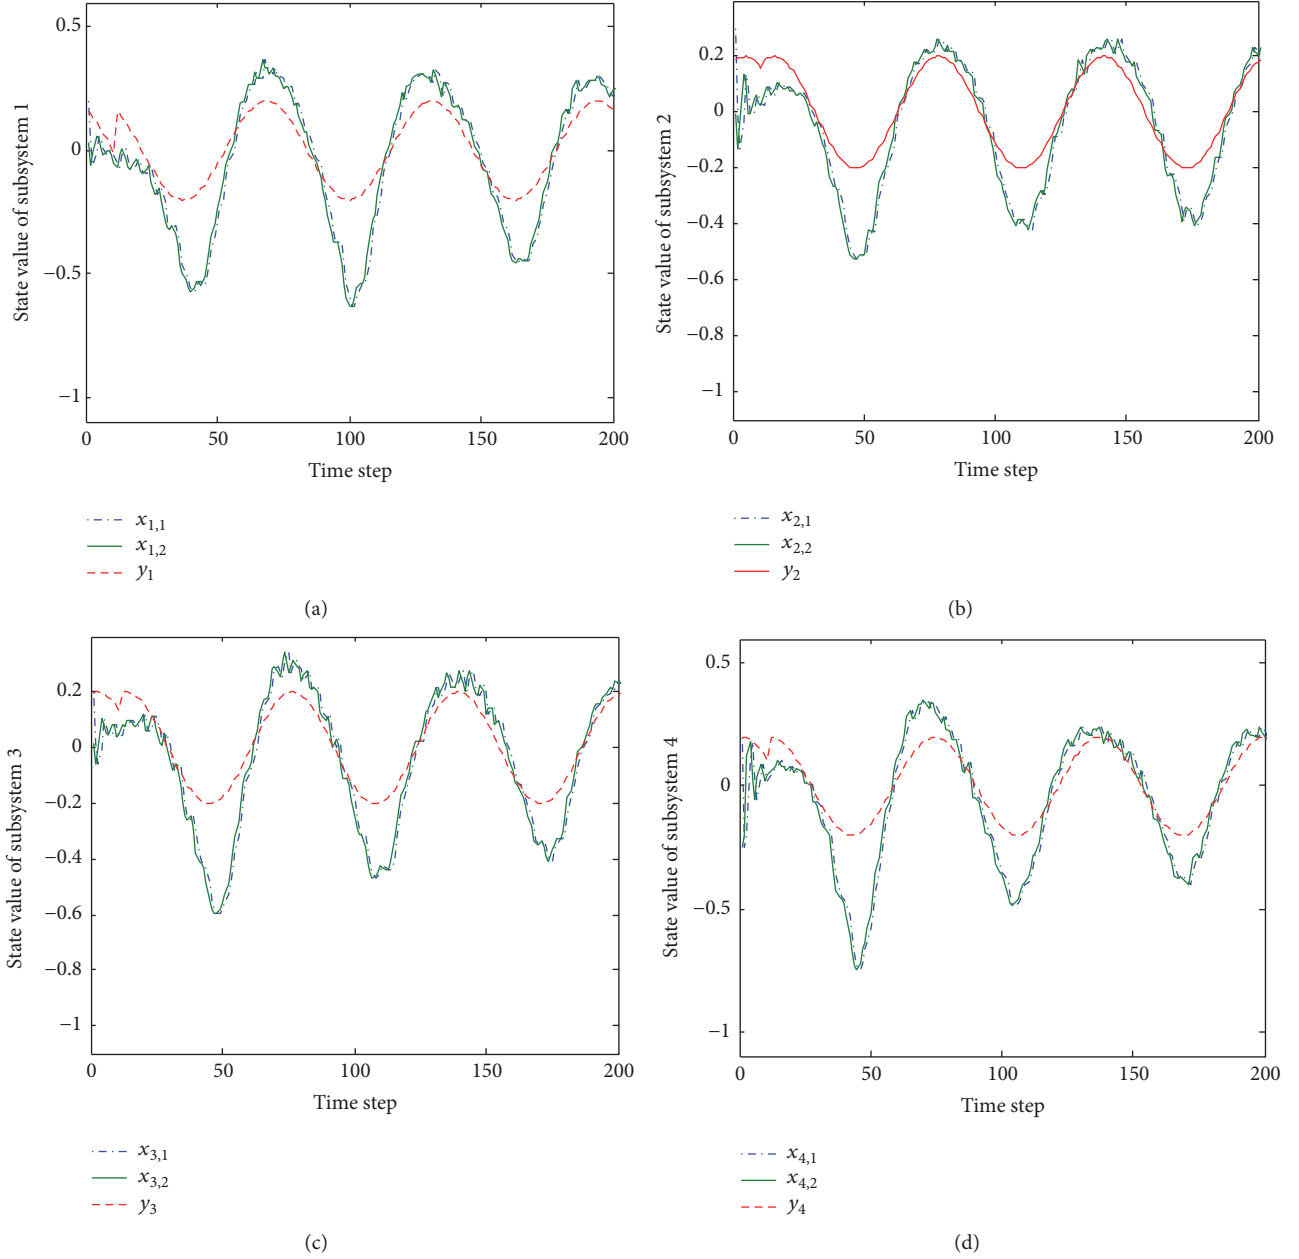 State value of subsystem 1
0.5
0
−0.5
−1
0 50 100 150 200
Time step
x1,1
x1,2
y1
(a)
State value of subsystem 2
0.2
0
−0.2
−0.4
−0.6
−0.8
−1
0 50 100 150 200
Time step
x2,1
x2,2
y2
(b)
State value of subsystem 3
0.2
0
−0.2
−0.4
−0.6
−0.8
−1
0 50 100 150 200
Time step
x3,1
x3,2
y3
(c)
State value of subsystem 4
0.5
0
−0.5
−1
0 50 100 150 200
Time step
x4,1
x4,2
y4
(d)